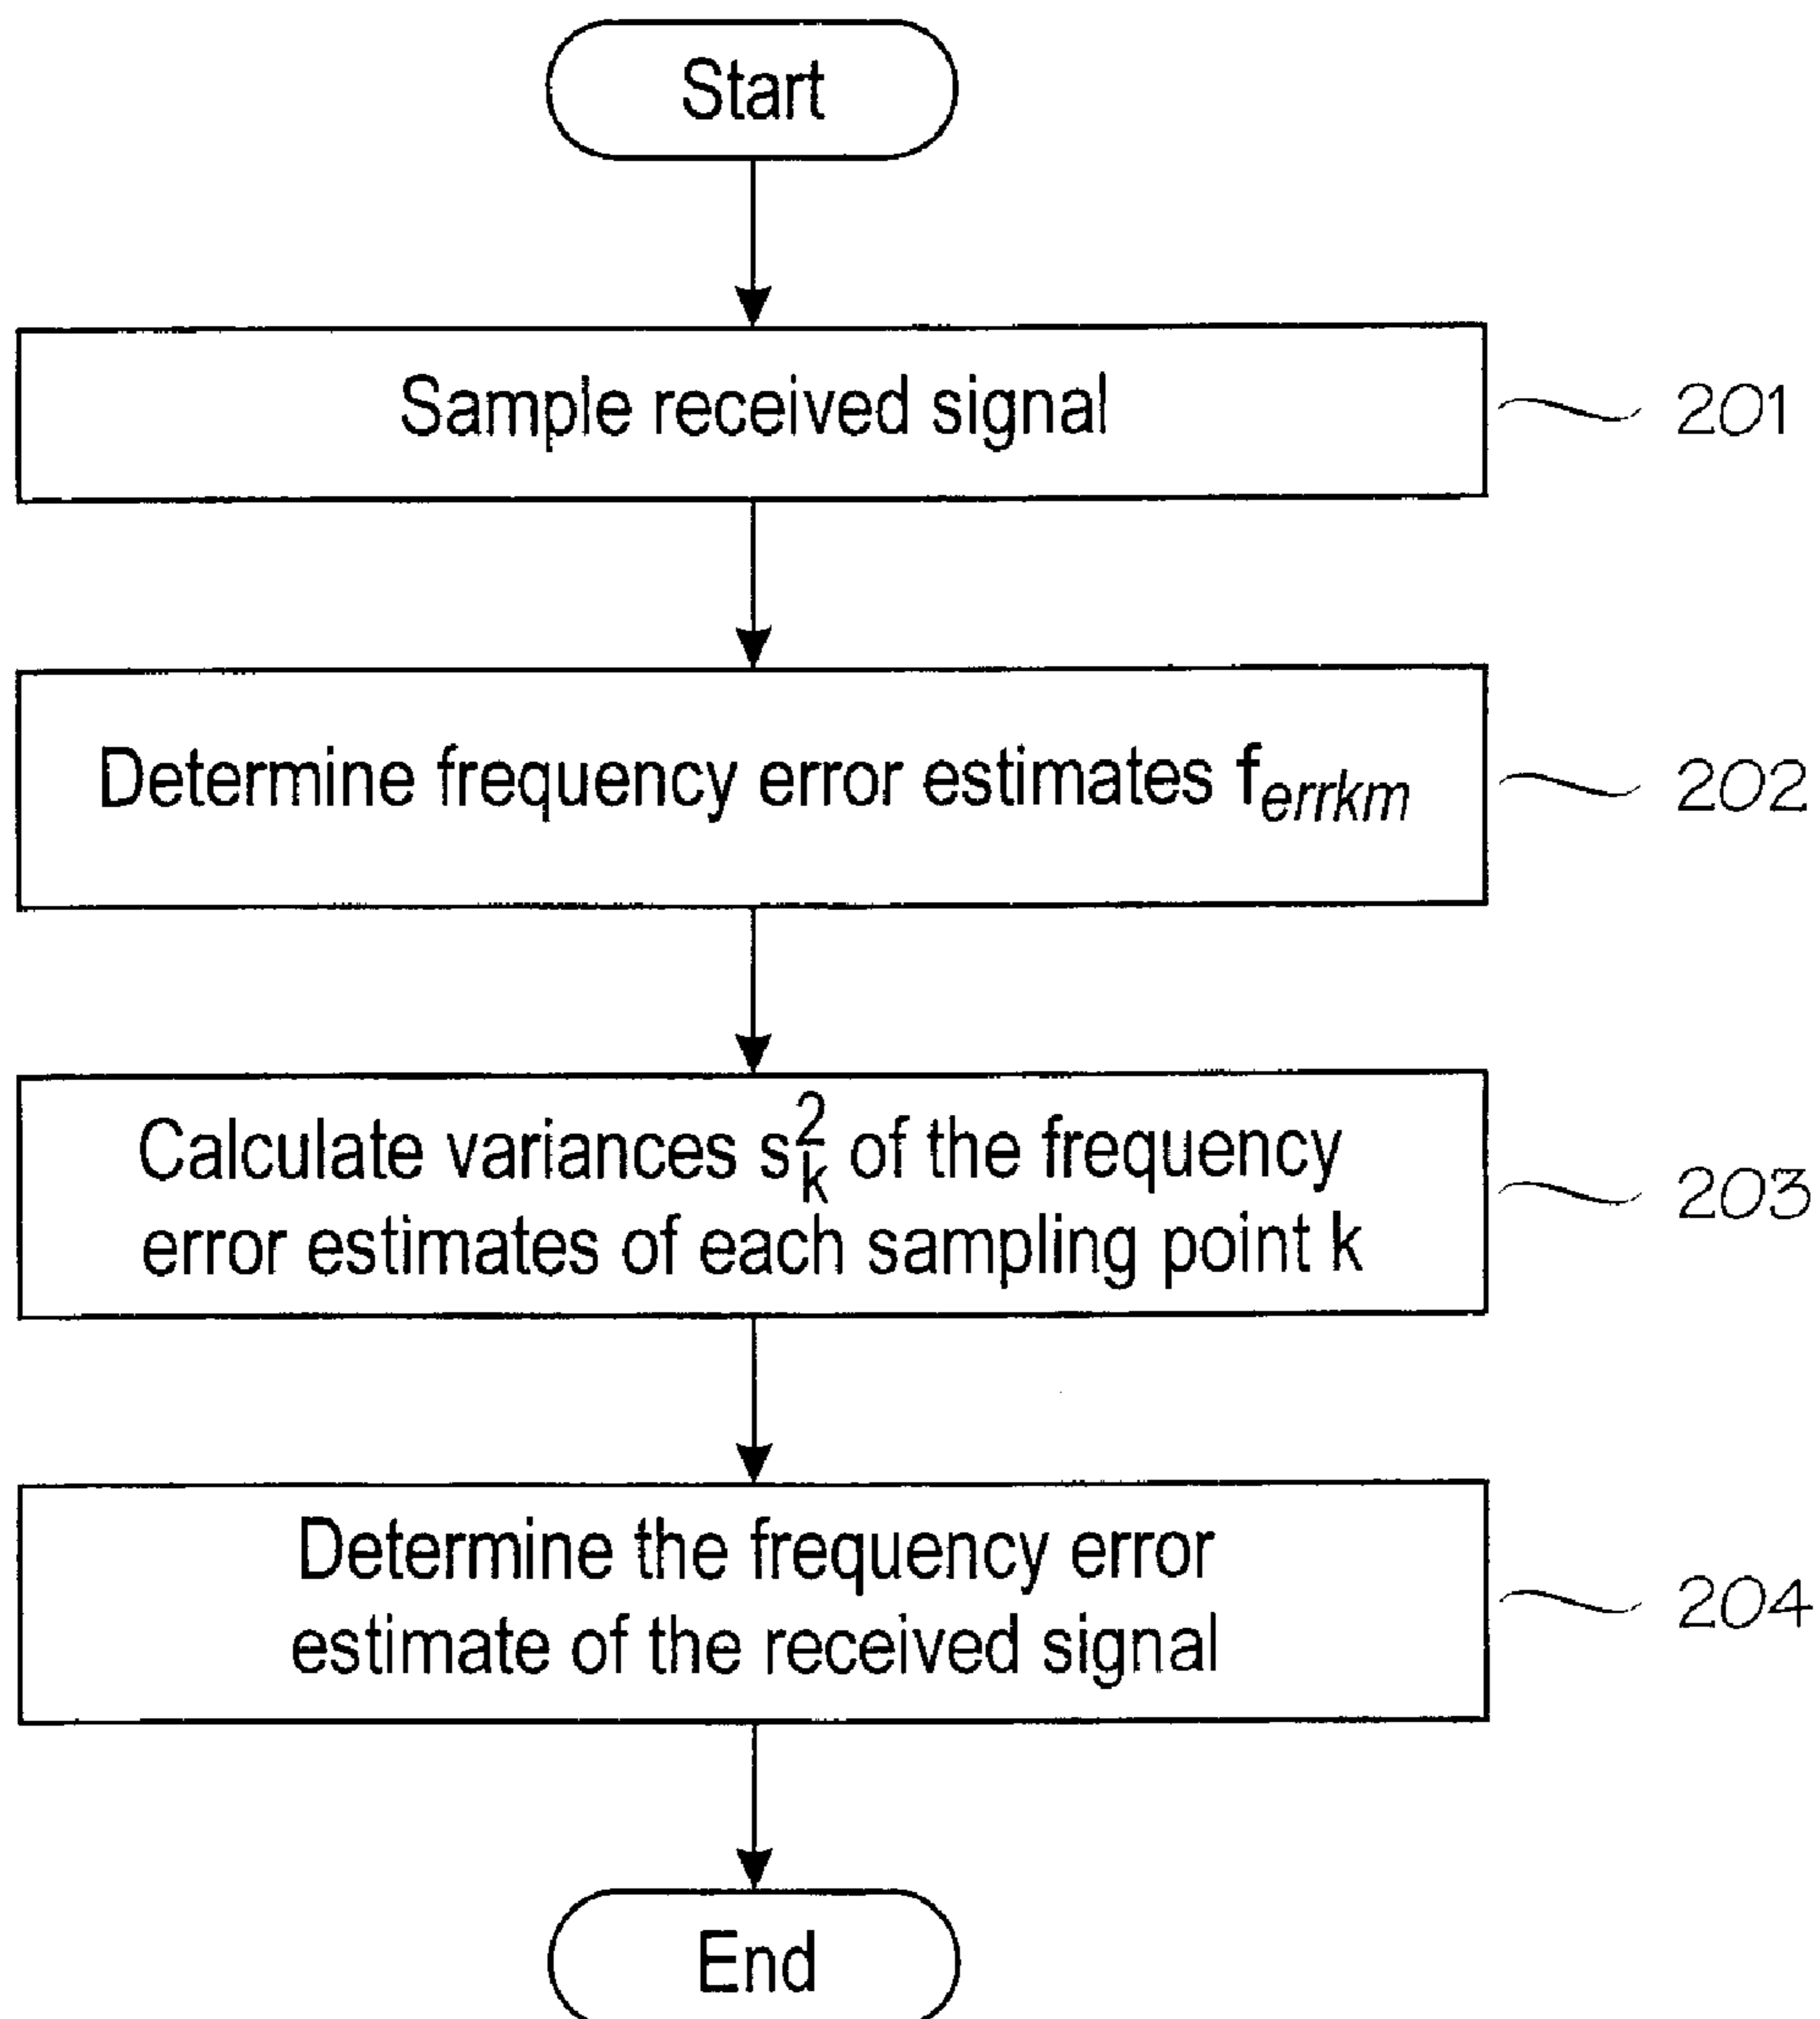 Start
Sample received signal
201
Determine frequency error estimates f_errkm
202
Calculate variances s_k^2 of the frequency
error estimates of each sampling point k
203
Determine the frequency error
estimate of the received signal
204
End